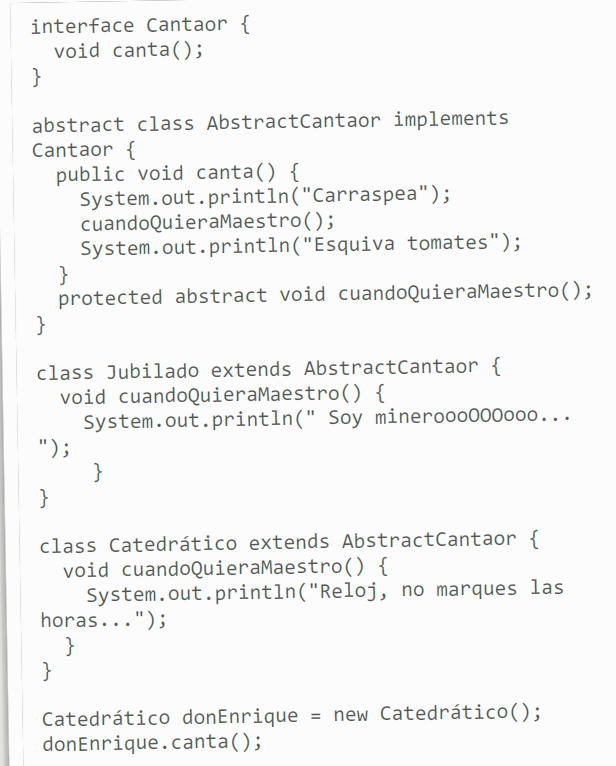 interface Cantaor {
  void canta();
}

abstract class AbstractCantaor implements
Cantaor {
  public void canta() {
    System.out.println("Carraspea");
    cuandoQuieraMaestro();
    System.out.println("Esquiva tomates");
  }
  protected abstract void cuandoQuieraMaestro();
}

class Jubilado extends AbstractCantaor {
  void cuandoQuieraMaestro() {
    System.out.println(" Soy mineroooOOOooo...
");
    }
}

class Catedrático extends AbstractCantaor {
  void cuandoQuieraMaestro() {
    System.out.println("Reloj, no marques las
horas...");
  }
}

Catedrático donEnrique = new Catedrático();
donEnrique.canta();